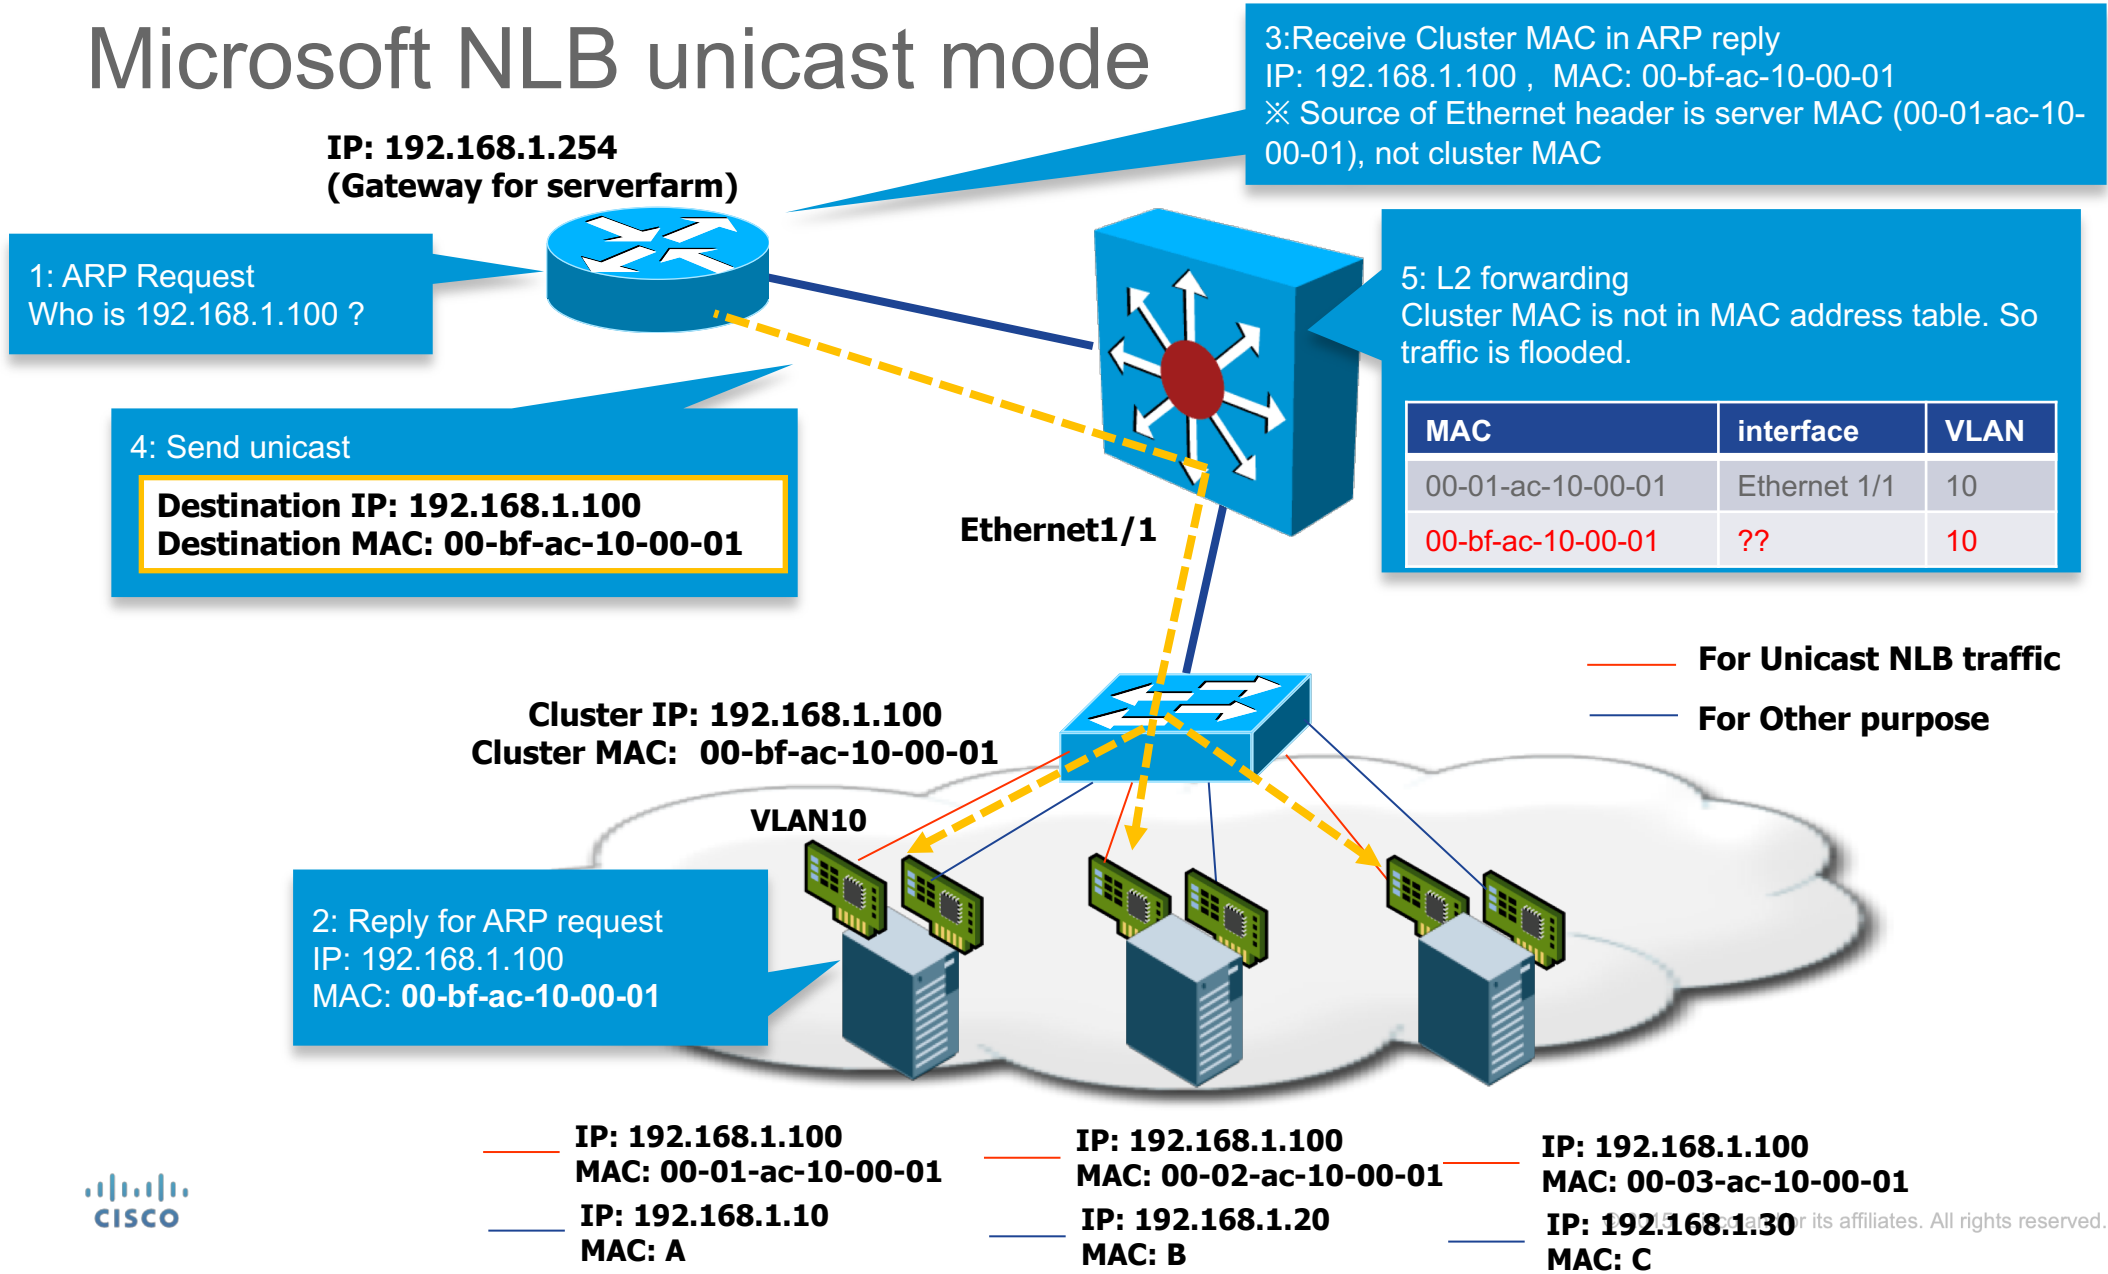 Microsoft NLB unicast mode
3:Receive Cluster MAC in ARP reply
IP: 192.168.1.100 , MAC: 00-bf-ac-10-00-01
※ Source of Ethernet header is server MAC (00-01-ac-10-
00-01), not cluster MAC
IP: 192.168.1.254
(Gateway for serverfarm)
1: ARP Request
Who is 192.168.1.100 ?
5: L2 forwarding
Cluster MAC is not in MAC address table. So
traffic is flooded.
MAC interface VLAN
00-01-ac-10-00-01 Ethernet 1/1 10
00-bf-ac-10-00-01 ?? 10
4: Send unicast
Destination IP: 192.168.1.100
Destination MAC: 00-bf-ac-10-00-01
Ethernet1/1
For Unicast NLB traffic
For Other purpose
Cluster IP: 192.168.1.100
Cluster MAC: 00-bf-ac-10-00-01
VLAN10
2: Reply for ARP request
IP: 192.168.1.100
MAC: 00-bf-ac-10-00-01
IP: 192.168.1.100
MAC: 00-01-ac-10-00-01
IP: 192.168.1.10
MAC: A
IP: 192.168.1.100
MAC: 00-02-ac-10-00-01
IP: 192.168.1.20
MAC: B
IP: 192.168.1.100
MAC: 00-03-ac-10-00-01
IP: 192.168.1.30
MAC: C
CISCO
its affiliates. All rights reserved.